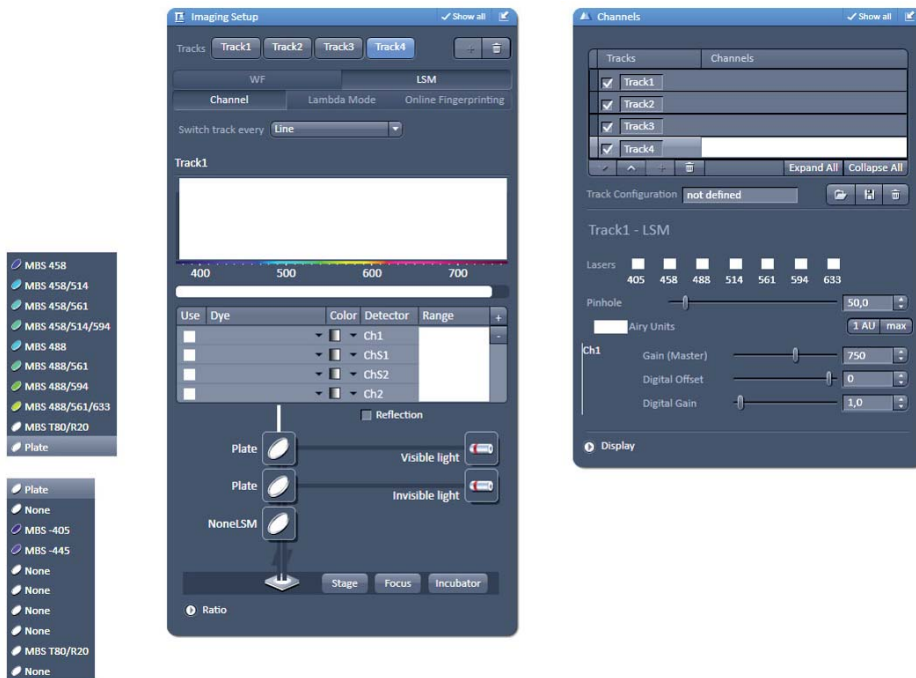 MBS 458
MBS 458/514
MBS 458/561
MBS 458/514/594
MBS 488
MBS 488/561
MBS 488/594
MBS 488/561/633
MBS T80/R20
Plate
Plate
None
MBS -405
MBS -445
None
None
None
None
MBS T80/R20
None
Imaging Setup Show all
Tracks Track1 Track2 Track3 Track4 +
WF LSM
Channel Lambda Mode Online Fingerprinting
Switch track every Line
Track1
400 500 600 700
Use Dye Color Detector Range +
Ch1 -
ChS1
ChS2
Ch2
Reflection
Plate
Visible light
Plate
Invisible light
NoneLSM
Stage Focus Incubator
Ratio
Channels Show all
Tracks Channels
Track1
Track2
Track3
Track4
+ Expand All Collapse All
Track Configuration not defined
Track1 - LSM
Lasers
405 458 488 514 561 594 633
Pinhole 50,0
Airy Units 1 AU max
Ch1 Gain (Master) 750
Digital Offset 0
Digital Gain 1,0
Display